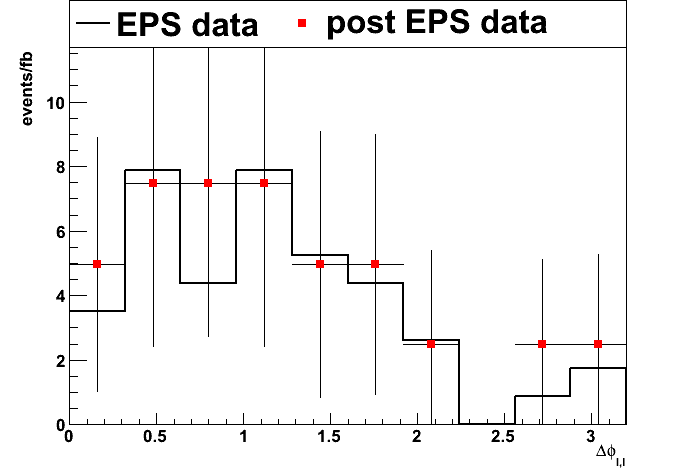 EPS data
post EPS data
events/fb
10
8
6
4
2
0
0 0.5 1 1.5 2 2.5 3
Δϕl,l